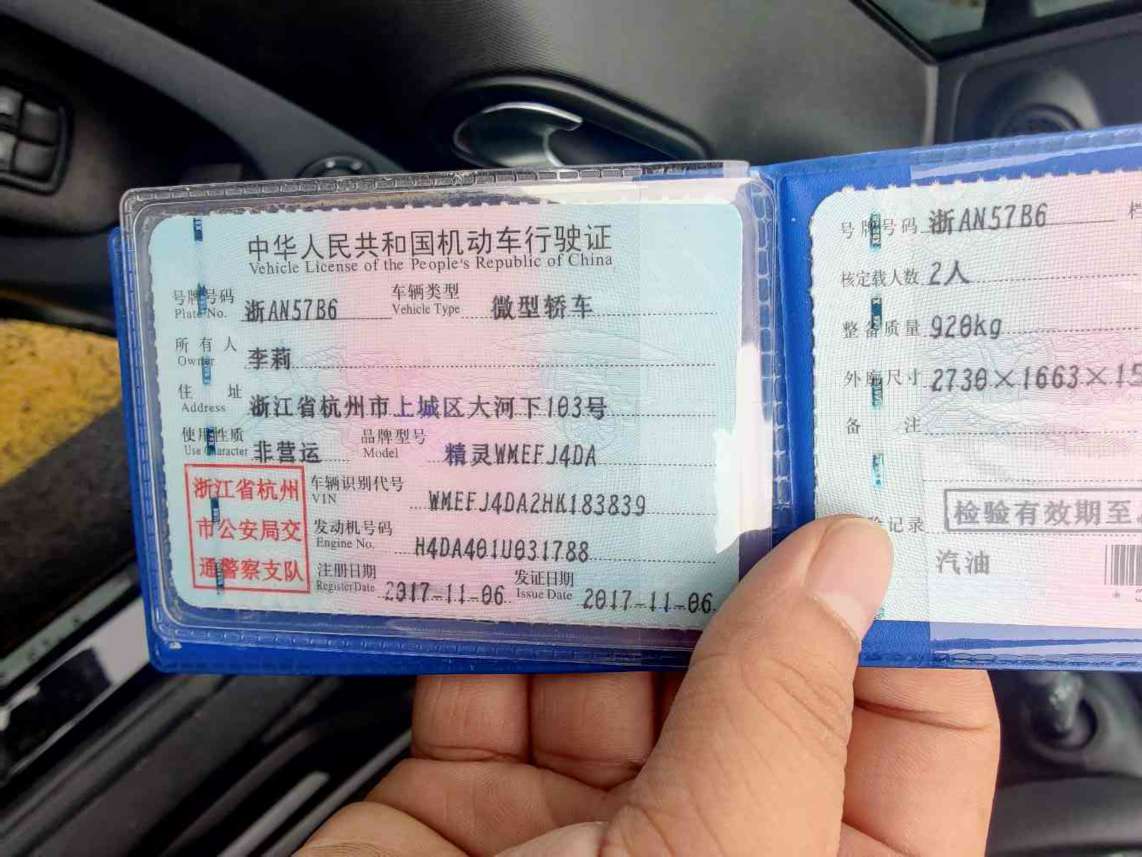 中华人民共和国机动车行驶证
Vehicle License of the People's Republic of China
号牌号码 浙AN57B6 车辆类型 微型轿车
Plate No. Vehicle Type
所有人 李莉
Owner
住址 浙江省杭州市上城区大河下103号
Address
使用性质 非营运 品牌型号 精灵WMEFJ4DA
Use Character Model
浙江省杭州
市公安局交
通警察支队
车辆识别代号 WMEFJ4DA2HK183839
VIN
发动机号码 H4DA401U031788
Engine No.
注册日期 2017-11-06 发证日期 2017-11-06
Register Date Issue Date
号牌号码 浙AN57B6
核定载人数 2人
整备质量 920kg
外廓尺寸 2730×1663×15
备注
记录 检验有效期至
汽油